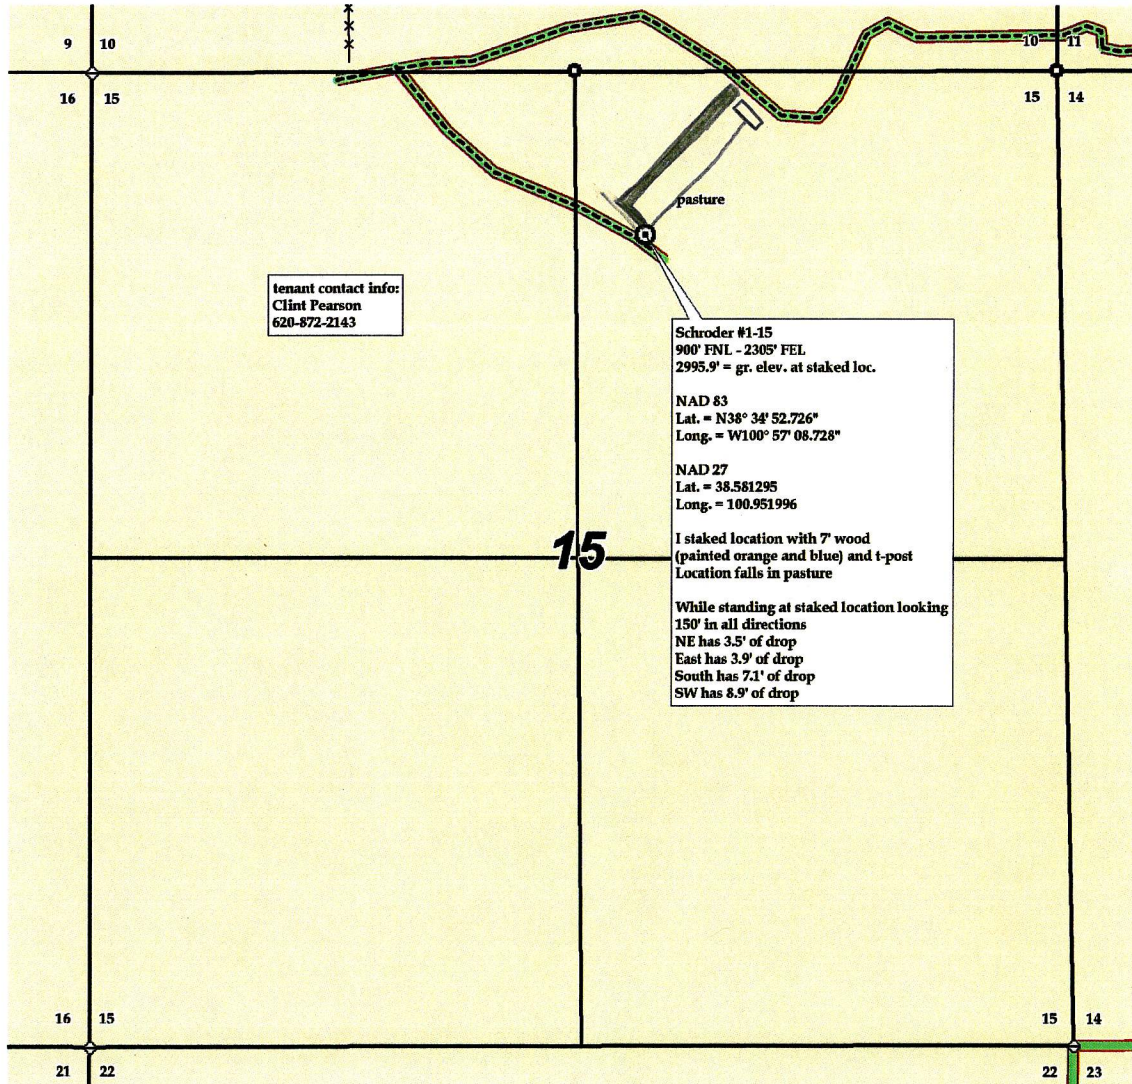 9 10
10 11
16 15
15 14
pasture
tenant contact info:
Clint Pearson
620-872-2143
Schroder #1-15
900' FNL - 2305' FEL
2995.9' = gr. elev. at staked loc.
NAD 83
Lat. = N38° 34' 52.726"
Long. = W100° 57' 08.728"
NAD 27
Lat. = 38.581295
Long. = 100.951996
I staked location with 7' wood
(painted orange and blue) and t-post
Location falls in pasture
While standing at staked location looking
150' in all directions
NE has 3.5' of drop
East has 3.9' of drop
South has 7.1' of drop
SW has 8.9' of drop
15
16 15
15 14
21 22
22 23